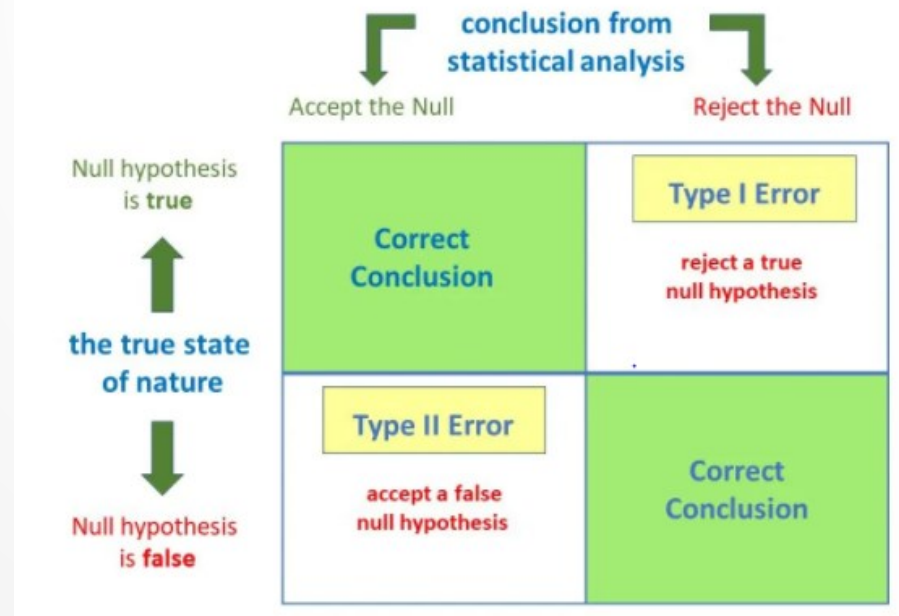 conclusion from
statistical analysis
Accept the Null
Reject the Null
Null hypothesis
is true
Type I Error
Correct
Conclusion
reject a true
null hypothesis
the true state
of nature
Type II Error
accept a false
null hypothesis
Correct
Conclusion
Null hypothesis
is false